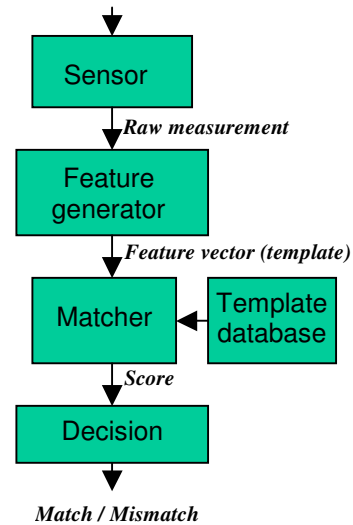 Sensor
Raw measurement
Feature
generator
Feature vector (template)
Matcher
Template
database
Score
Decision
Match / Mismatch